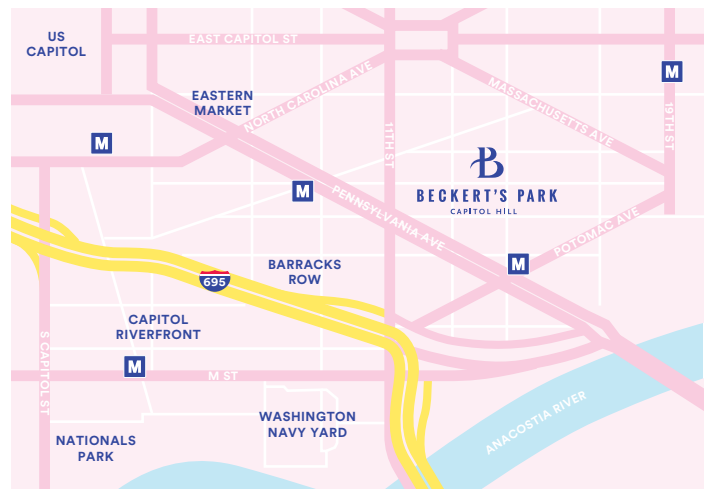 US
CAPITOL
EAST CAPITOL ST
M
EASTERN
MARKET
NORTH CAROLINA AVE
MASSACHUSETTS AVE
19TH ST
11TH ST
M
M
B
BECKERT'S PARK
CAPITOL HILL
PENNSYLVANIA AVE
POTOMAC AVE
M
BARRACKS
ROW
695
CAPITOL
RIVERFRONT
S CAPITOL ST
M
M ST
WASHINGTON
NAVY YARD
ANACOSTIA RIVER
NATIONALS
PARK